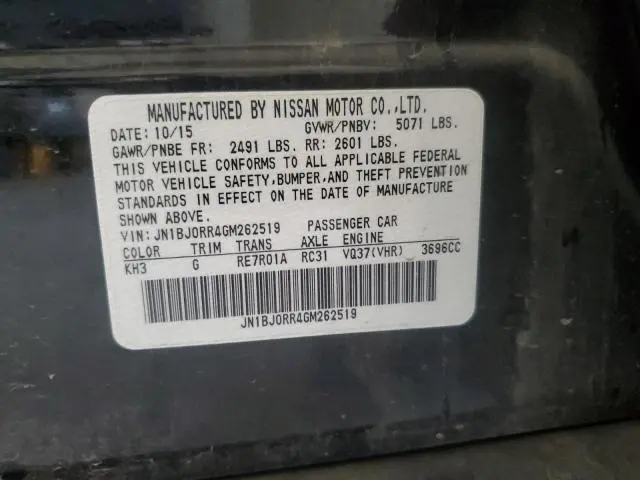 MANUFACTURED BY NISSAN MOTOR CO.,LTD.
DATE: 10/15 GVWR/PNBV: 5071 LBS.
GAWR/PNBE FR: 2491 LBS. RR: 2601 LBS.
THIS VEHICLE CONFORMS TO ALL APPLICABLE FEDERAL
MOTOR VEHICLE SAFETY,BUMPER,AND THEFT PREVENTION
STANDARDS IN EFFECT ON THE DATE OF MANUFACTURE
SHOWN ABOVE.
VIN: JN1BJ0RR4GM262519 PASSENGER CAR
COLOR TRIM TRANS AXLE ENGINE
KH3 G RE7R01A RC31 VQ37(VHR) 3696CC
JN1BJ0RR4GM262519